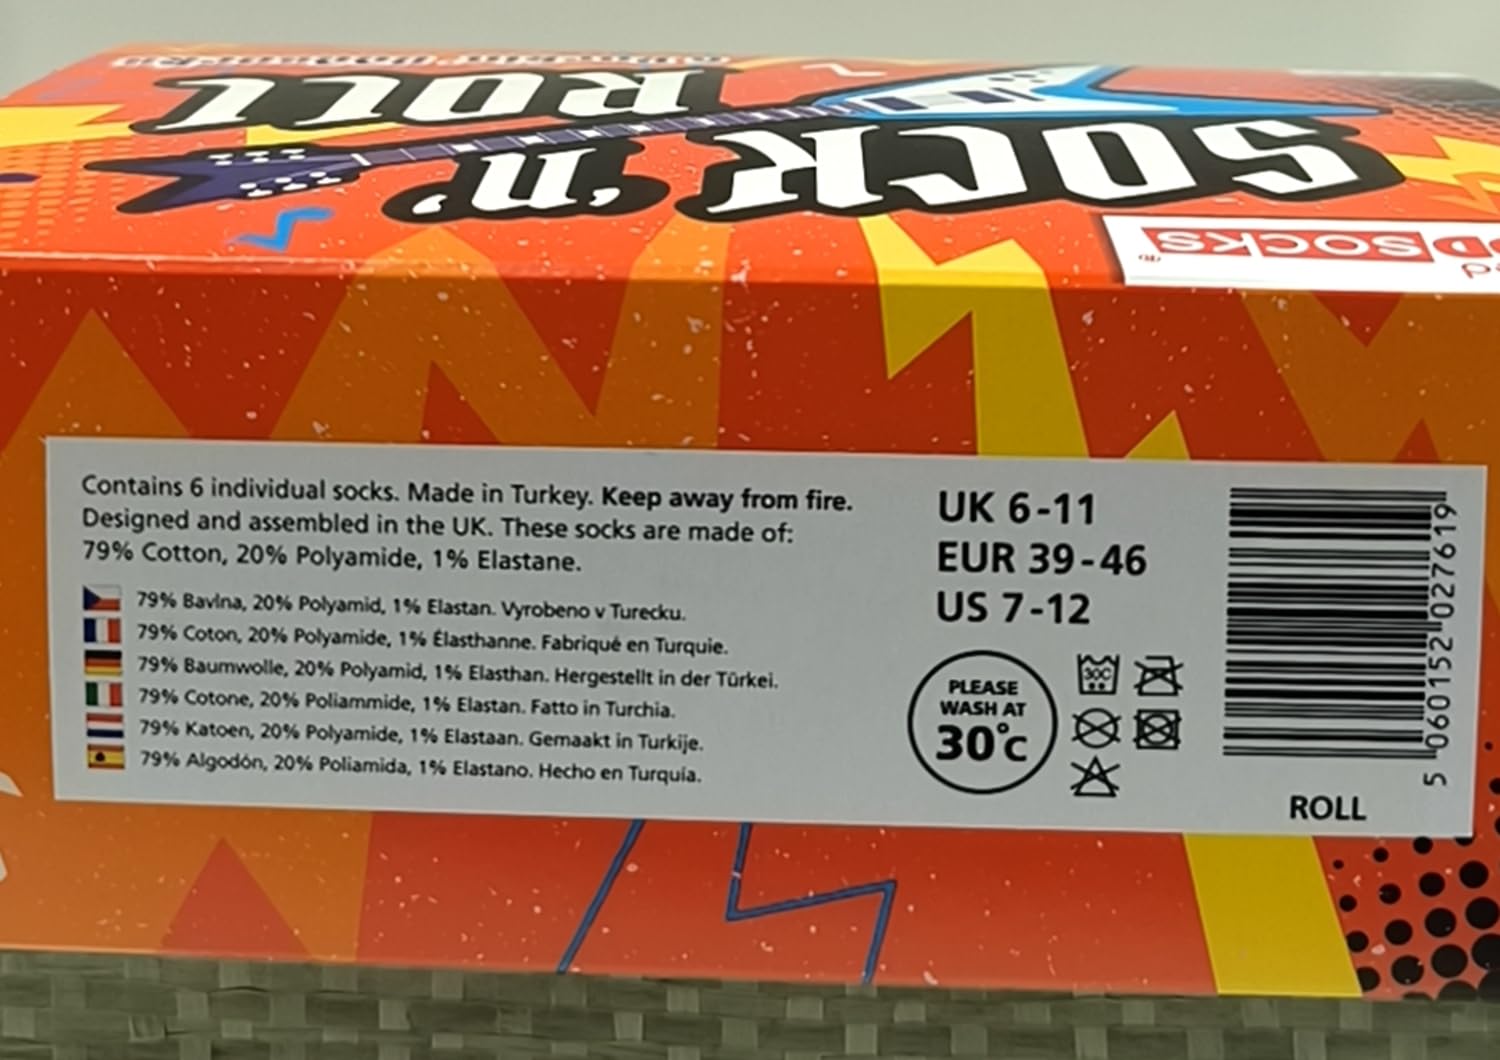 SOCK 'n'
ROLL
SOCKS
Contains 6 individual socks. Made in Turkey. Keep away from fire.
Designed and assembled in the UK. These socks are made of:
79% Cotton, 20% Polyamide, 1% Elastane.
79% Bavlna, 20% Polyamid, 1% Elastan. Vyrobeno v Turecku.
79% Coton, 20% Polyamide, 1% Élasthanne. Fabriqué en Turquie.
79% Baumwolle, 20% Polyamid, 1% Elasthan. Hergestellt in der Türkei.
79% Cotone, 20% Poliammide, 1% Elastan. Fatto in Turchia.
79% Katoen, 20% Polyamide, 1% Elastaan. Gemaakt in Turkije.
79% Algodón, 20% Poliamida, 1% Elastano. Hecho en Turquía.
UK 6-11
EUR 39-46
US 7-12
PLEASE
WASH AT
30°C
30C
5 060152 027619
ROLL